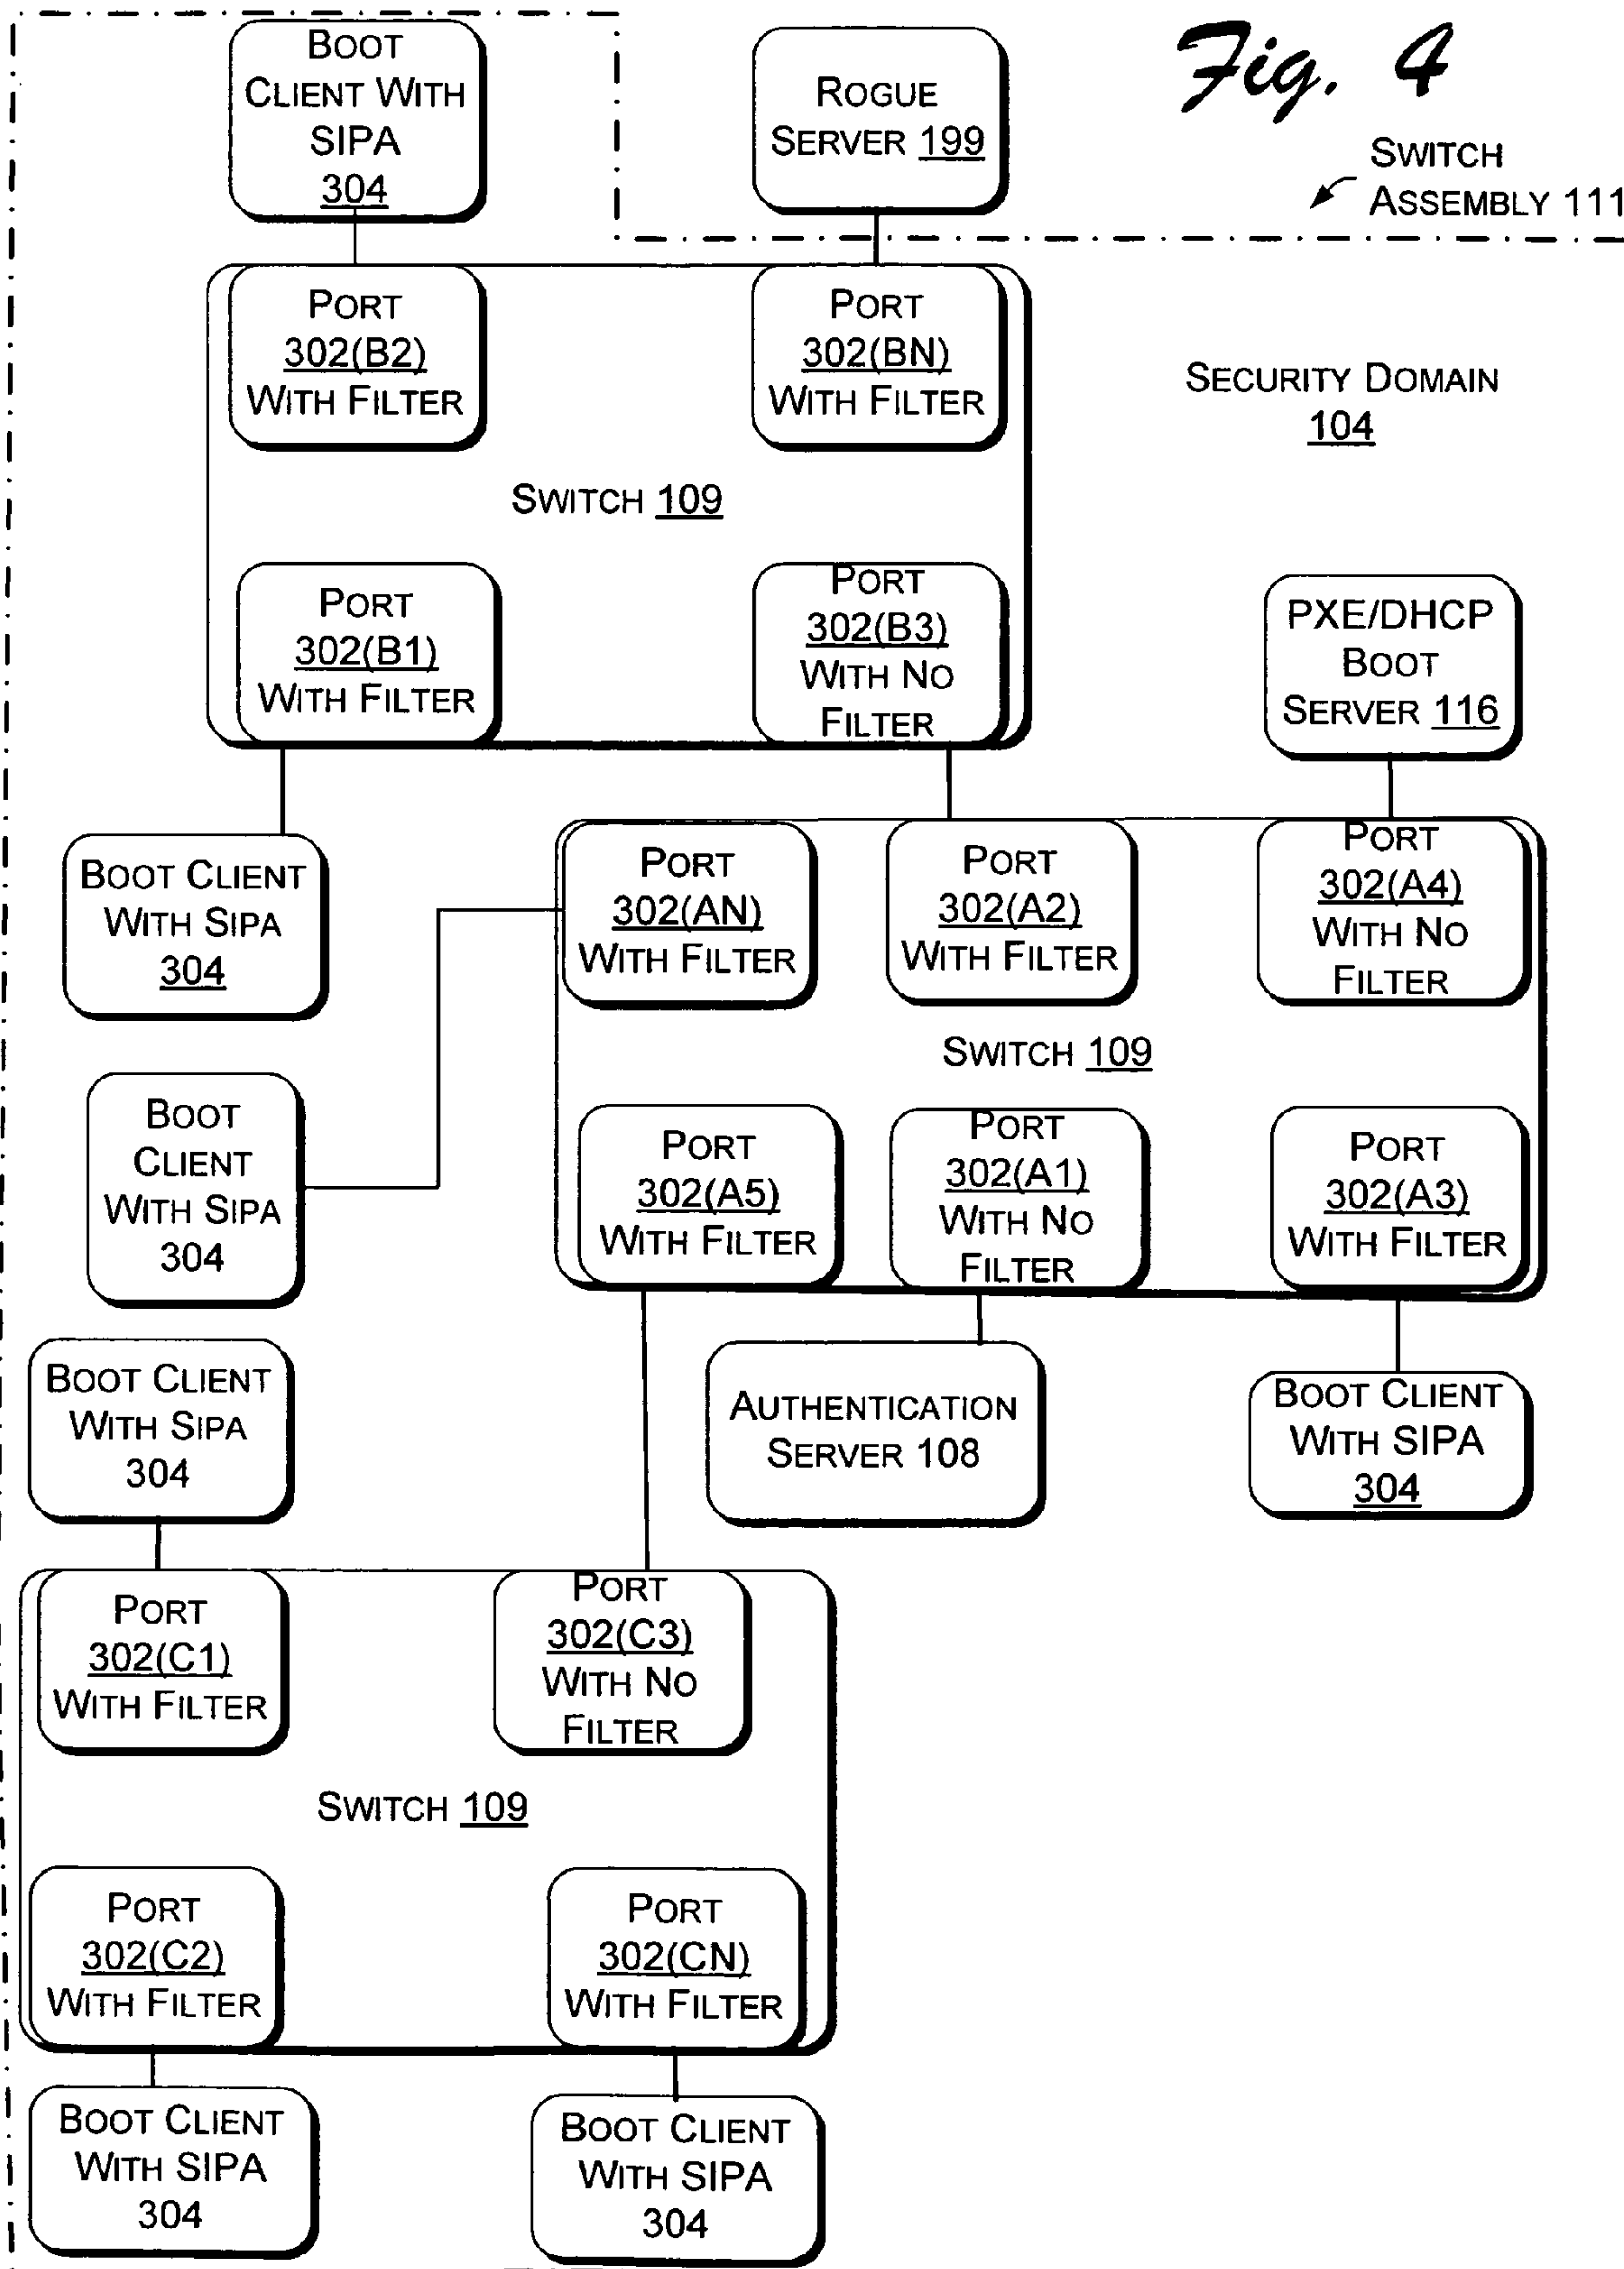 BOOT
CLIENT WITH
SIPA
304
ROGUE
SERVER 199
Fig. 4
SWITCH
ASSEMBLY 111
PORT
302(B2)
WITH FILTER
PORT
302(BN)
WITH FILTER
SECURITY DOMAIN
104
SWITCH 109
PORT
302(B1)
WITH FILTER
PORT
302(B3)
WITH NO
FILTER
PXE/DHCP
BOOT
SERVER 116
BOOT CLIENT
WITH SIPA
304
PORT
302(AN)
WITH FILTER
PORT
302(A2)
WITH FILTER
PORT
302(A4)
WITH NO
FILTER
SWITCH 109
BOOT
CLIENT
WITH SIPA
304
PORT
302(A5)
WITH FILTER
PORT
302(A1)
WITH NO
FILTER
PORT
302(A3)
WITH FILTER
BOOT CLIENT
WITH SIPA
304
AUTHENTICATION
SERVER 108
BOOT CLIENT
WITH SIPA
304
PORT
302(C1)
WITH FILTER
PORT
302(C3)
WITH NO
FILTER
SWITCH 109
PORT
302(C2)
WITH FILTER
PORT
302(CN)
WITH FILTER
BOOT CLIENT
WITH SIPA
304
BOOT CLIENT
WITH SIPA
304